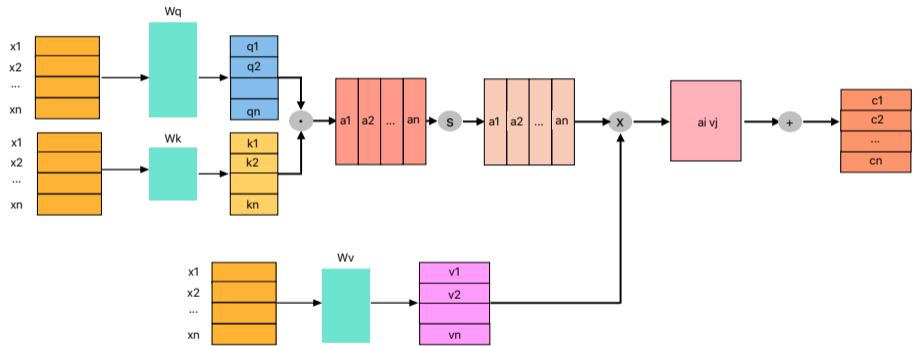 Wq
x1
x2
...
xn
q1
q2
qn
Wk
x1
x2
...
xn
k1
k2
kn
.
a1 a2 ... an
S
a1 a2 ... an
X
ai vj
+
c1
c2
...
cn
Wv
x1
x2
...
xn
v1
v2
vn